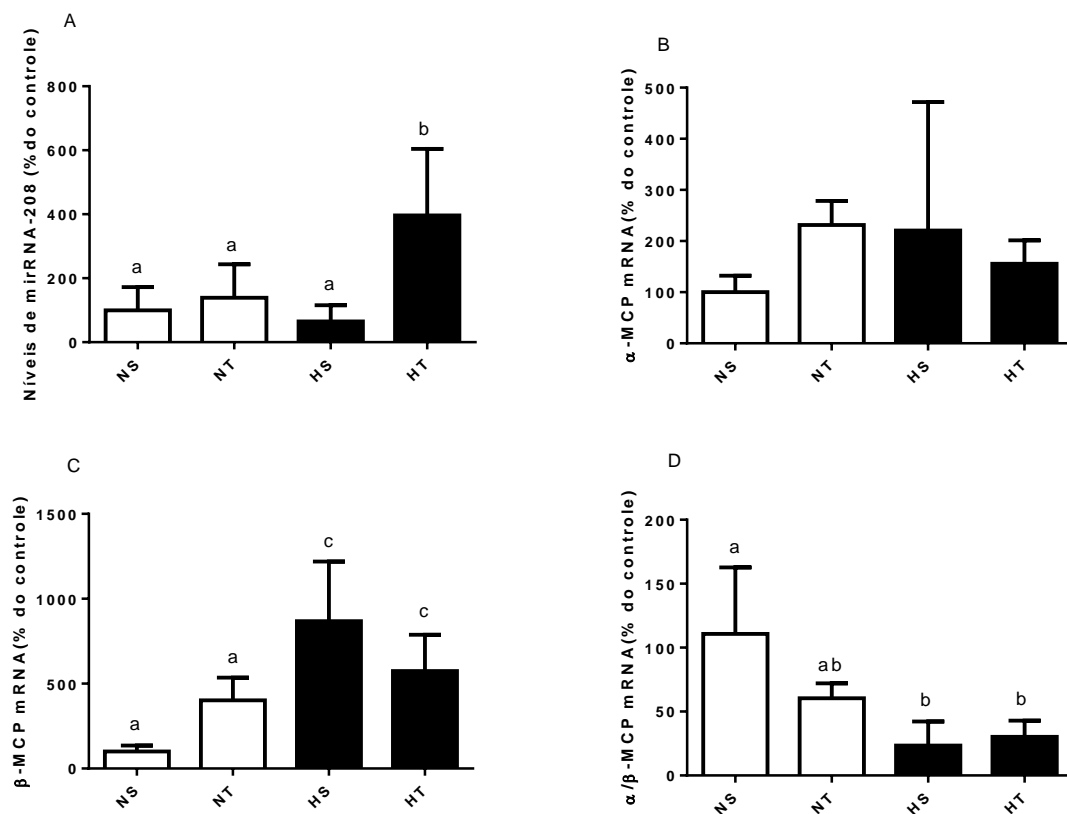 A
Níveis de mirRNA-208 (% do controle)
800
600
400
200
0
a
a
a
b
NS
NT
HS
HT
B
α-MCP mRNA(% do controle)
500
400
300
200
100
0
NS
NT
HS
HT
C
β-MCP mRNA(% do controle)
1500
1000
500
0
a
a
c
c
NS
NT
HS
HT
D
α/β-MCP mRNA(% do controle)
200
150
100
50
0
a
ab
b
b
NS
NT
HS
HT